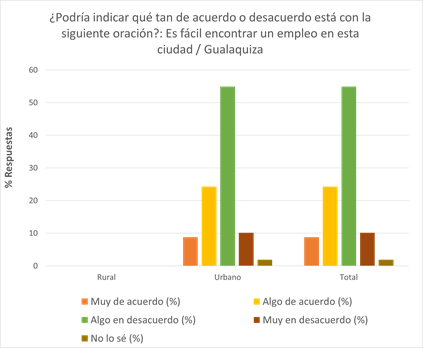 ¿Podría indicar qué tan de acuerdo o desacuerdo está con la
siguiente oración?: Es fácil encontrar un empleo en esta
ciudad / Gualaquiza
% Respuestas
60
50
40
30
20
10
0
Rural
Urbano
Total
Muy de acuerdo (%)
Algo de acuerdo (%)
Algo en desacuerdo (%)
Muy en desacuerdo (%)
No lo sé (%)